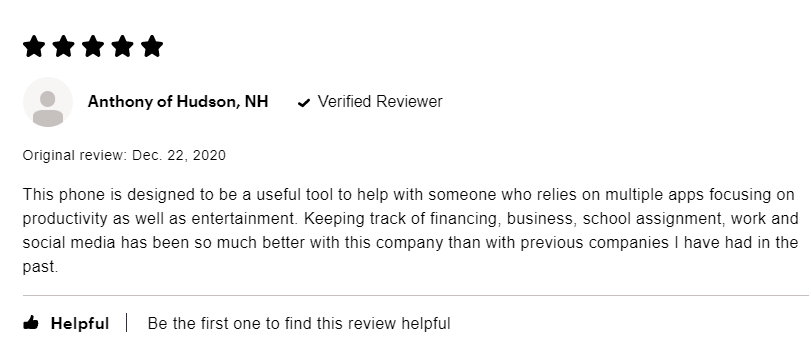 Anthony of Hudson, NH Verified Reviewer
Original review: Dec. 22, 2020
This phone is designed to be a useful tool to help with someone who relies on multiple apps focusing on
productivity as well as entertainment. Keeping track of financing, business, school assignment, work and
social media has been so much better with this company than with previous companies I have had in the
past.
Helpful Be the first one to find this review helpful